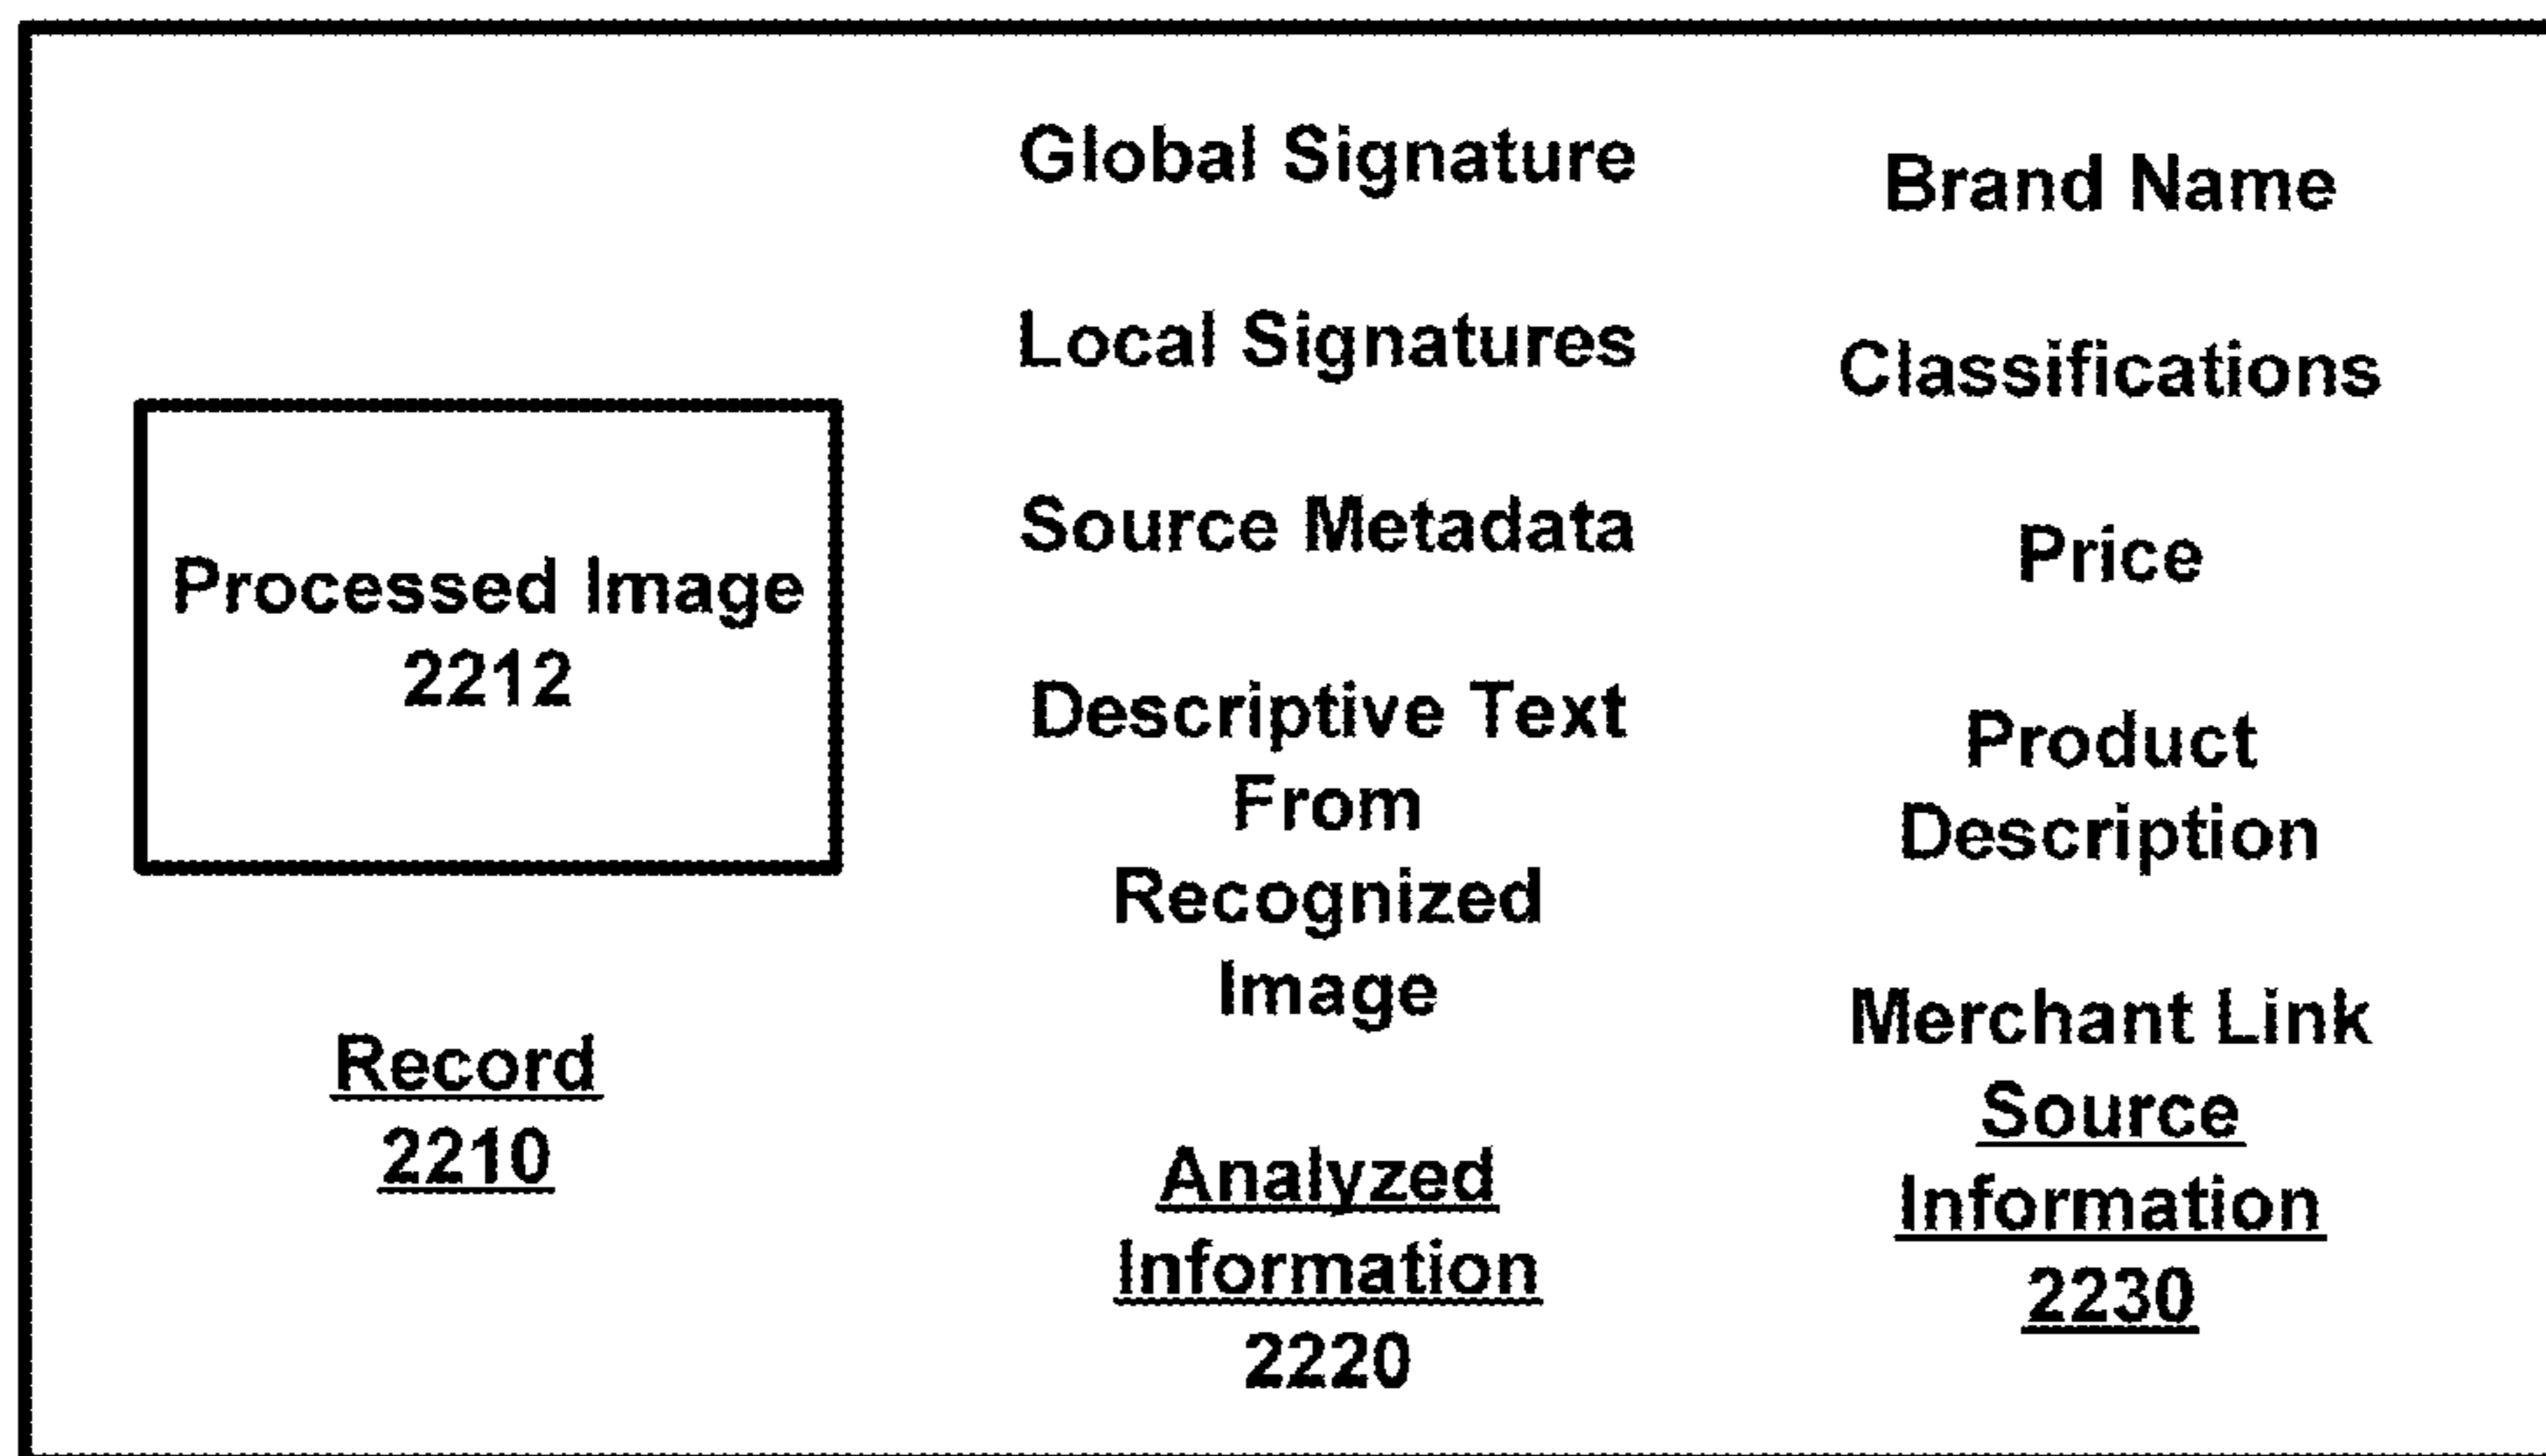 Processed Image
2212
Record
2210
Global Signature
Local Signatures
Source Metadata
Descriptive Text
From
Recognized
Image
Analyzed
Information
2220
Brand Name
Classifications
Price
Product
Description
Merchant Link
Source
Information
2230